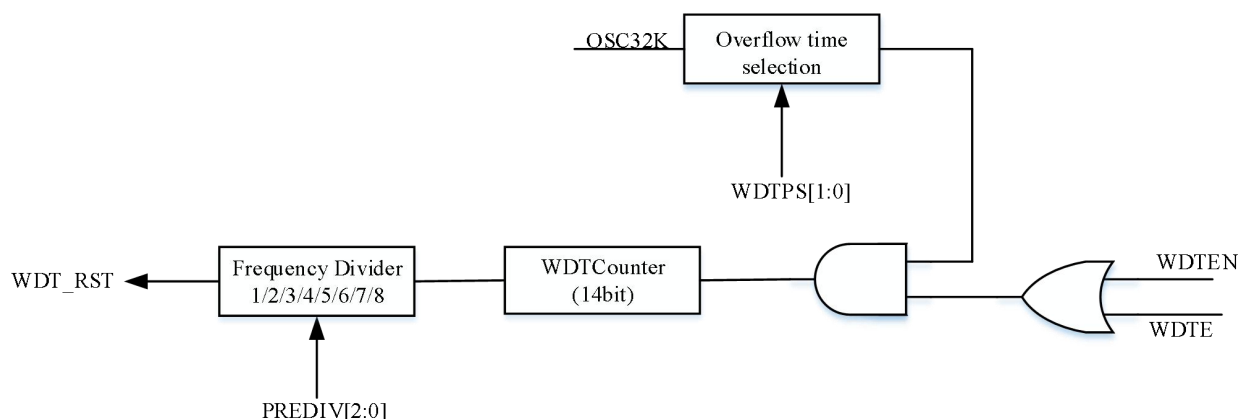 OSC32K
Overflow time
selection
WDTPS[1:0]
WDT_RST
Frequency Divider
1/2/3/4/5/6/7/8
WDTCounter
(14bit)
WDTEN
WDTE
PREDIV[2:0]